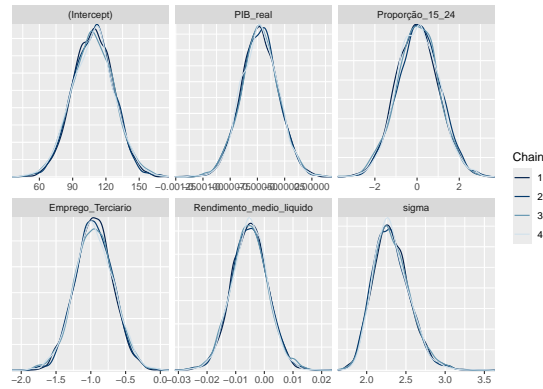 (Intercept) PIB_real Proporção_15_24
60 90 120 150 −2 0 2
Chain
1
2
3
4
Emprego_Terciario Rendimento_medio_liquido sigma
−2.0 −1.5 −1.0 −0.5 0.0 −0.03 −0.02 −0.01 0.00 0.01 0.02 2.0 2.5 3.0 3.5